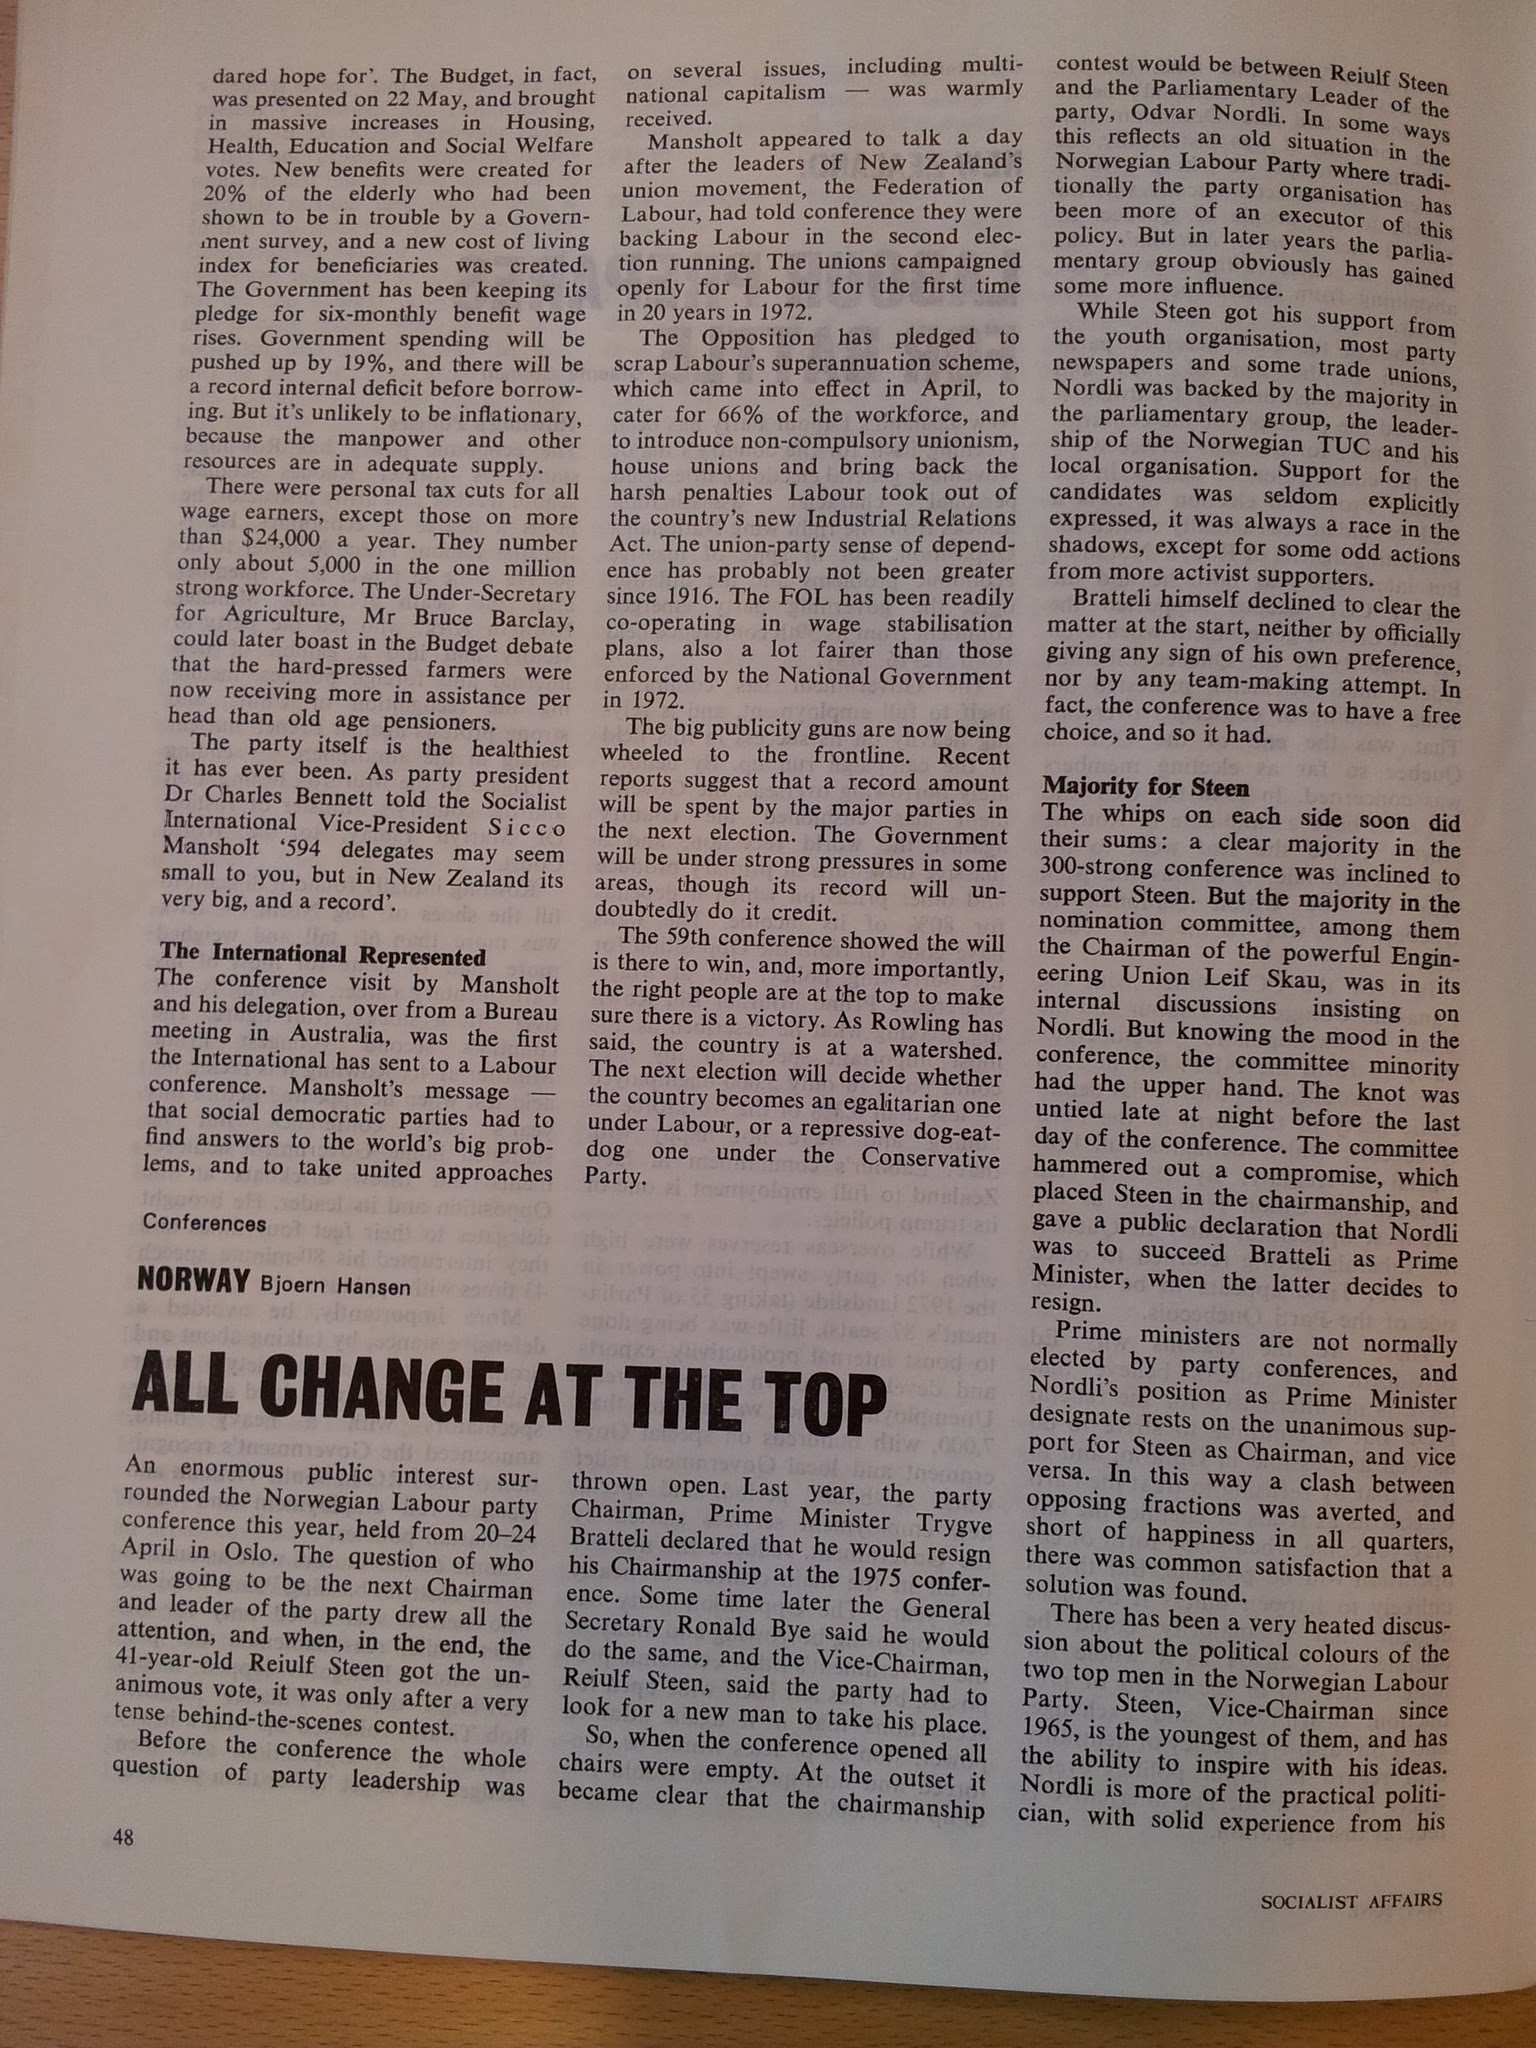 dared hope for'. The Budget, in fact,
was presented on 22 May, and brought
in massive increases in Housing,
Health, Education and Social Welfare
votes. New benefits were created for
20% of the elderly who had been
shown to be in trouble by a Govern-
ment survey, and a new cost of living
index for beneficiaries was created.
The Government has been keeping its
pledge for six-monthly benefit wage
rises. Government spending will be
pushed up by 19%, and there will be
a record internal deficit before borrow-
ing. But it's unlikely to be inflationary,
because the manpower and other
resources are in adequate supply.
There were personal tax cuts for all
wage earners, except those on more
than $24,000 a year. They number
only about 5,000 in the one million
strong workforce. The Under-Secretary
for Agriculture, Mr Bruce Barclay,
could later boast in the Budget debate
that the hard-pressed farmers were
now receiving more in assistance per
head than old age pensioners.
The party itself is the healthiest
it has ever been. As party president
Dr Charles Bennett told the Socialist
International Vice-President Sicco
Mansholt '594 delegates may seem
small to you, but in New Zealand its
very big, and a record'.
The International Represented
The conference visit by Mansholt
and his delegation, over from a Bureau
meeting in Australia, was the first
the International has sent to a Labour
conference. Mansholt's message —
that social democratic parties had to
find answers to the world's big prob-
lems, and to take united approaches
on several issues, including multi-
national capitalism — was warmly
received.
Mansholt appeared to talk a day
after the leaders of New Zealand's
union movement, the Federation of
Labour, had told conference they were
backing Labour in the second elec-
tion running. The unions campaigned
openly for Labour for the first time
in 20 years in 1972.
The Opposition has pledged to
scrap Labour's superannuation scheme,
which came into effect in April, to
cater for 66% of the workforce, and
to introduce non-compulsory unionism,
house unions and bring back the
harsh penalties Labour took out of
the country's new Industrial Relations
Act. The union-party sense of depend-
ence has probably not been greater
since 1916. The FOL has been readily
co-operating in wage stabilisation
plans, also a lot fairer than those
enforced by the National Government
in 1972.
The big publicity guns are now being
wheeled to the frontline. Recent
reports suggest that a record amount
will be spent by the major parties in
the next election. The Government
will be under strong pressures in some
areas, though its record will un-
doubtedly do it credit.
The 59th conference showed the will
is there to win, and, more importantly,
the right people are at the top to make
sure there is a victory. As Rowling has
said, the country is at a watershed.
The next election will decide whether
the country becomes an egalitarian one
under Labour, or a repressive dog-eat-
dog one under the Conservative
Party.
Conferences
NORWAY Bjoern Hansen
ALL CHANGE AT THE TOP
An enormous public interest sur-
rounded the Norwegian Labour party
conference this year, held from 20–24
April in Oslo. The question of who
was going to be the next Chairman
and leader of the party drew all the
attention, and when, in the end, the
41-year-old Reiulf Steen got the un-
animous vote, it was only after a very
tense behind-the-scenes contest.
Before the conference the whole
question of party leadership was
thrown open. Last year, the party
Chairman, Prime Minister Trygve
Bratteli declared that he would resign
his Chairmanship at the 1975 confer-
ence. Some time later the General
Secretary Ronald Bye said he would
do the same, and the Vice-Chairman,
Reiulf Steen, said the party had to
look for a new man to take his place.
So, when the conference opened all
chairs were empty. At the outset it
became clear that the chairmanship
contest would be between Reiulf Steen
and the Parliamentary Leader of the
party, Odvar Nordli. In some ways
this reflects an old situation in the
Norwegian Labour Party where tradi-
tionally the party organisation has
been more of an executor of this
policy. But in later years the parlia-
mentary group obviously has gained
some more influence.
While Steen got his support from
the youth organisation, most party
newspapers and some trade unions,
Nordli was backed by the majority in
the parliamentary group, the leader-
ship of the Norwegian TUC and his
local organisation. Support for the
candidates was seldom explicitly
expressed, it was always a race in the
shadows, except for some odd actions
from more activist supporters.
Bratteli himself declined to clear the
matter at the start, neither by officially
giving any sign of his own preference,
nor by any team-making attempt. In
fact, the conference was to have a free
choice, and so it had.
Majority for Steen
The whips on each side soon did
their sums: a clear majority in the
300-strong conference was inclined to
support Steen. But the majority in the
nomination committee, among them
the Chairman of the powerful Engin-
eering Union Leif Skau, was in its
internal discussions insisting on
Nordli. But knowing the mood in the
conference, the committee minority
had the upper hand. The knot was
untied late at night before the last
day of the conference. The committee
hammered out a compromise, which
placed Steen in the chairmanship, and
gave a public declaration that Nordli
was to succeed Bratteli as Prime
Minister, when the latter decides to
resign.
Prime ministers are not normally
elected by party conferences, and
Nordli's position as Prime Minister
designate rests on the unanimous sup-
port for Steen as Chairman, and vice
versa. In this way a clash between
opposing fractions was averted, and
short of happiness in all quarters,
there was common satisfaction that a
solution was found.
There has been a very heated discus-
sion about the political colours of the
two top men in the Norwegian Labour
Party. Steen, Vice-Chairman since
1965, is the youngest of them, and has
the ability to inspire with his ideas.
Nordli is more of the practical politi-
cian, with solid experience from his
48
SOCIALIST AFFAIRS